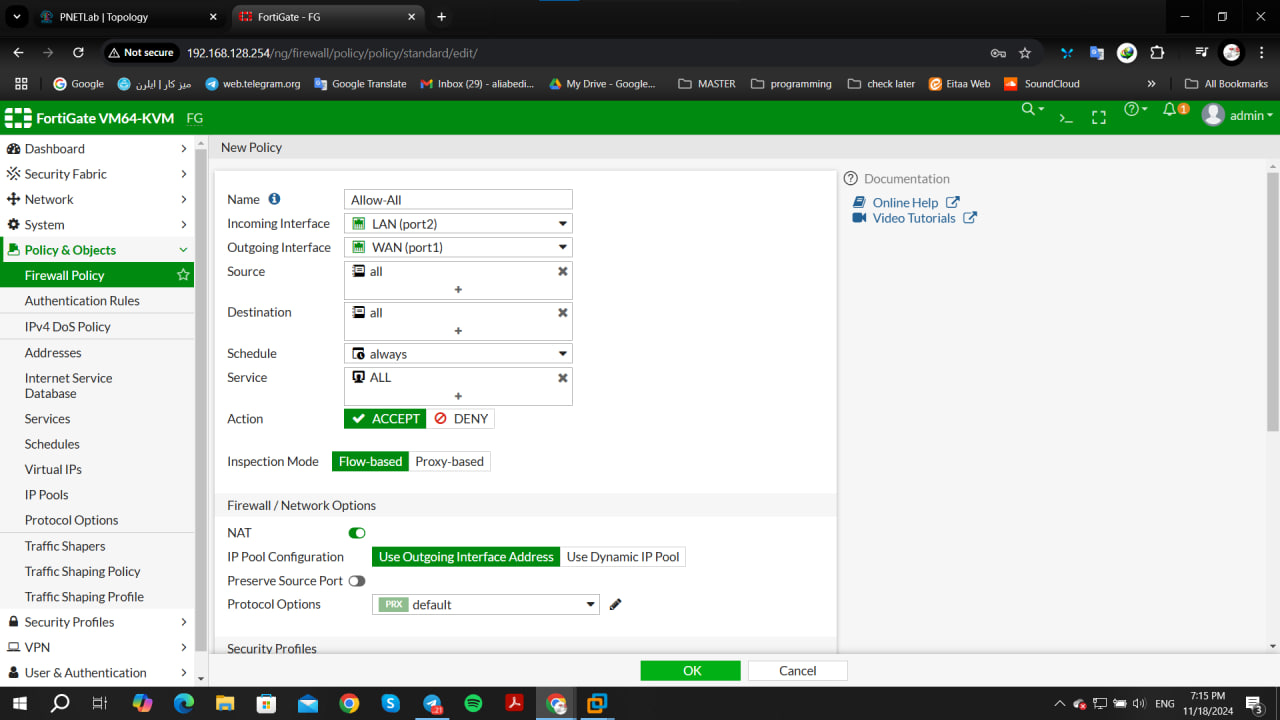 PNETLab | Topology
FortiGate - FG
Not secure 192.168.128.254/ng/firewall/policy/policy/standard/edit/
Google میز کار | ایلرن web.telegram.org Google Translate Inbox (29) - aliabedi... My Drive - Google... MASTER programming check later Eitaa Web SoundCloud » All Bookmarks
FortiGate VM64-KVM FG 1 admin
Dashboard
Security Fabric
Network
System
Policy & Objects
Firewall Policy
Authentication Rules
IPv4 DoS Policy
Addresses
Internet Service
Database
Services
Schedules
Virtual IPs
IP Pools
Protocol Options
Traffic Shapers
Traffic Shaping Policy
Traffic Shaping Profile
Security Profiles
VPN
User & Authentication
New Policy
Name Allow-All
Incoming Interface LAN (port2)
Outgoing Interface WAN (port1)
Source all
+
Destination all
+
Schedule always
Service ALL
+
Action ACCEPT DENY
Inspection Mode Flow-based Proxy-based
Firewall / Network Options
NAT
IP Pool Configuration Use Outgoing Interface Address Use Dynamic IP Pool
Preserve Source Port
Protocol Options PRX default
Security Profiles
OK Cancel
Documentation
Online Help
Video Tutorials
21
ENG
7:15 PM
11/18/2024
3